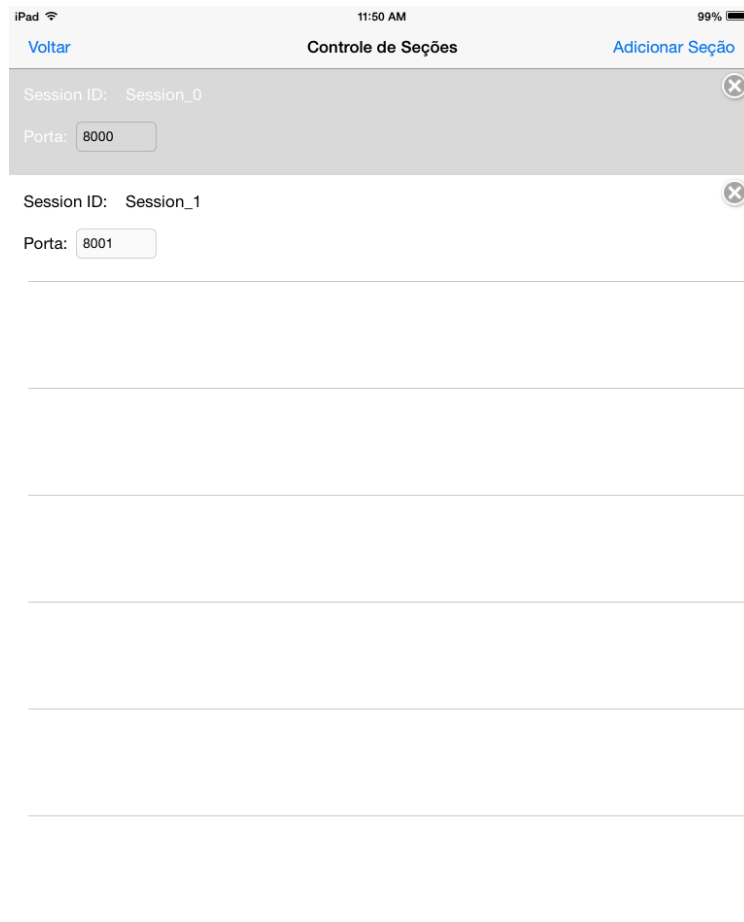 iPad 11:50 AM 99%
Voltar Controle de Seções Adicionar Seção
Session ID: Session_0
Porta: 8000
Session ID: Session_1
Porta: 8001